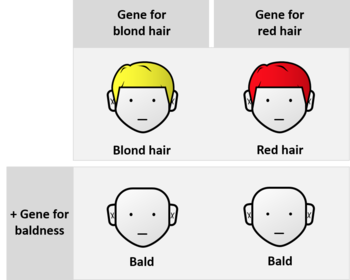 Gene for
blond hair
Gene for
red hair
Blond hair
Red hair
+ Gene for
baldness
Bald
Bald